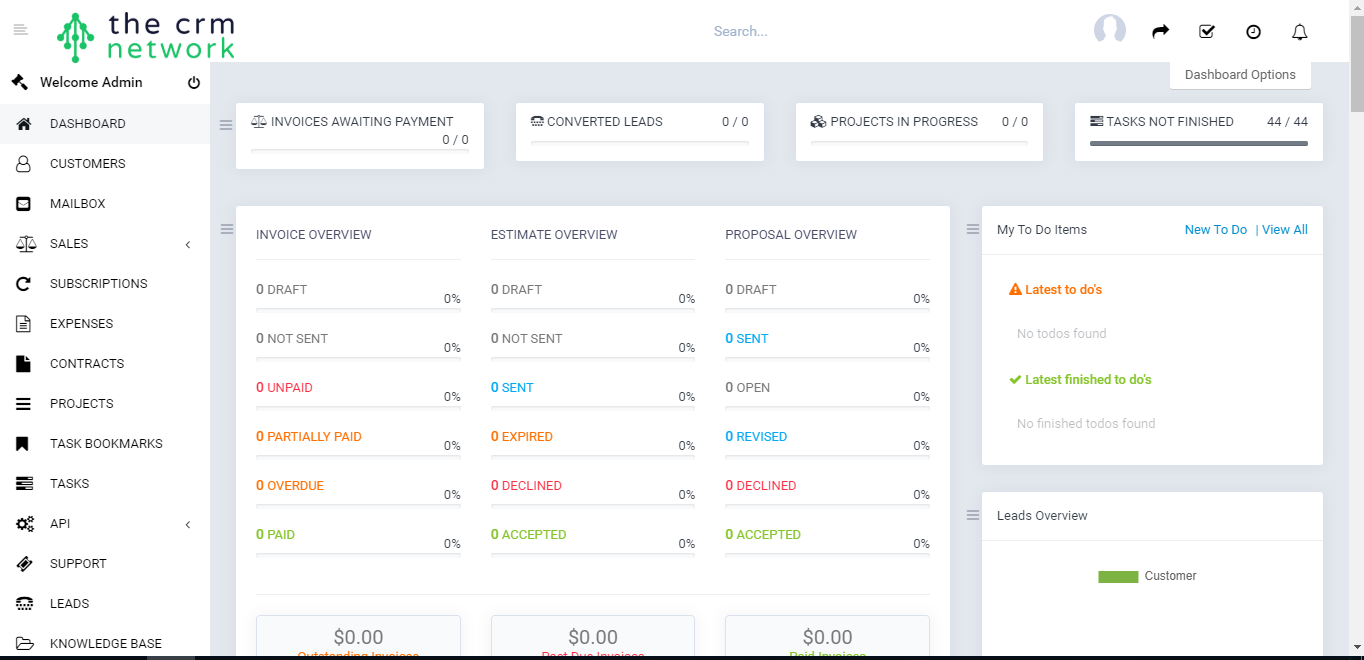 the crm
network
Search...
Dashboard Options
Welcome Admin
DASHBOARD
CUSTOMERS
MAILBOX
SALES
SUBSCRIPTIONS
EXPENSES
CONTRACTS
PROJECTS
TASK BOOKMARKS
TASKS
API
SUPPORT
LEADS
KNOWLEDGE BASE
INVOICES AWAITING PAYMENT
0 / 0
CONVERTED LEADS 0 / 0
PROJECTS IN PROGRESS 0 / 0
TASKS NOT FINISHED 44 / 44
INVOICE OVERVIEW
0 DRAFT
0%
0 NOT SENT
0%
0 UNPAID
0%
0 PARTIALLY PAID
0%
0 OVERDUE
0%
0 PAID
0%
$0.00
Outstanding Invoices
ESTIMATE OVERVIEW
0 DRAFT
0%
0 NOT SENT
0%
0 SENT
0%
0 EXPIRED
0%
0 DECLINED
0%
0 ACCEPTED
0%
$0.00
Past Due Invoices
PROPOSAL OVERVIEW
0 DRAFT
0%
0 SENT
0%
0 OPEN
0%
0 REVISED
0%
0 DECLINED
0%
0 ACCEPTED
0%
$0.00
Paid Invoices
My To Do Items New To Do | View All
Latest to do's
No todos found
Latest finished to do's
No finished todos found
Leads Overview
Customer